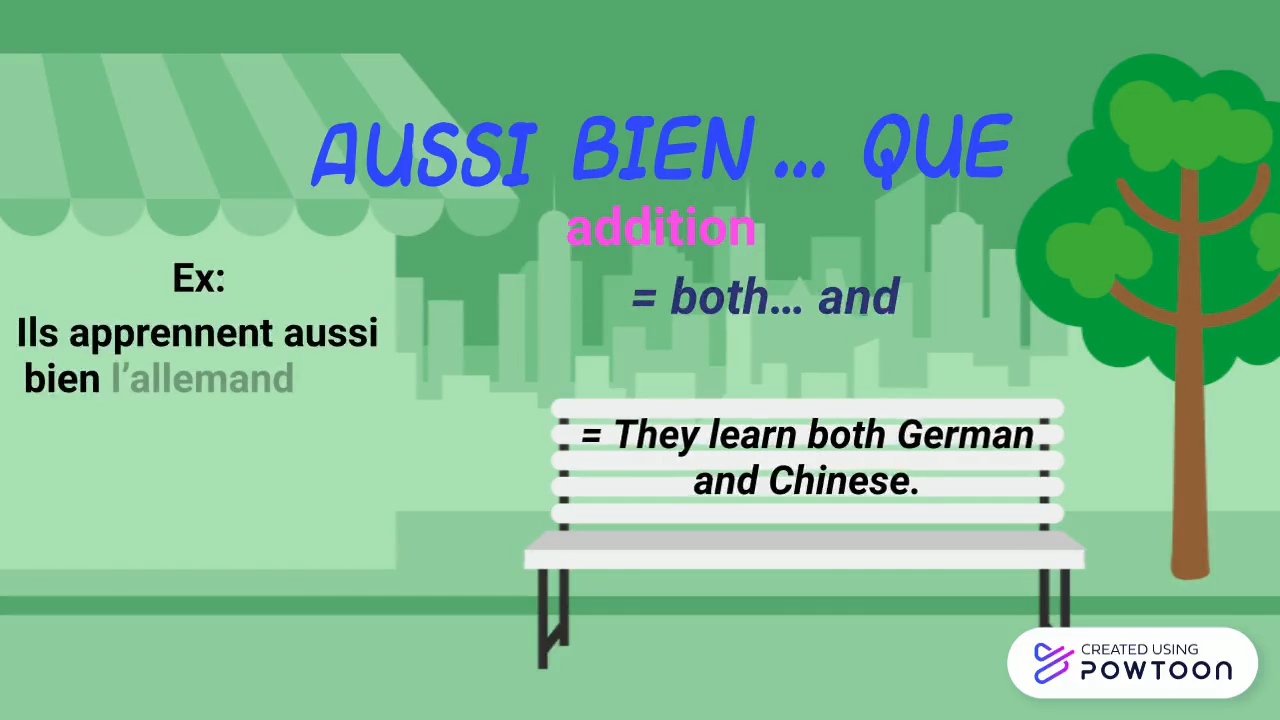 AUSSI BIEN ... QUE
addition
= both... and
Ex:
Ils apprennent aussi
bien l’allemand
= They learn both German
and Chinese.
CREATED USING
POWTOON